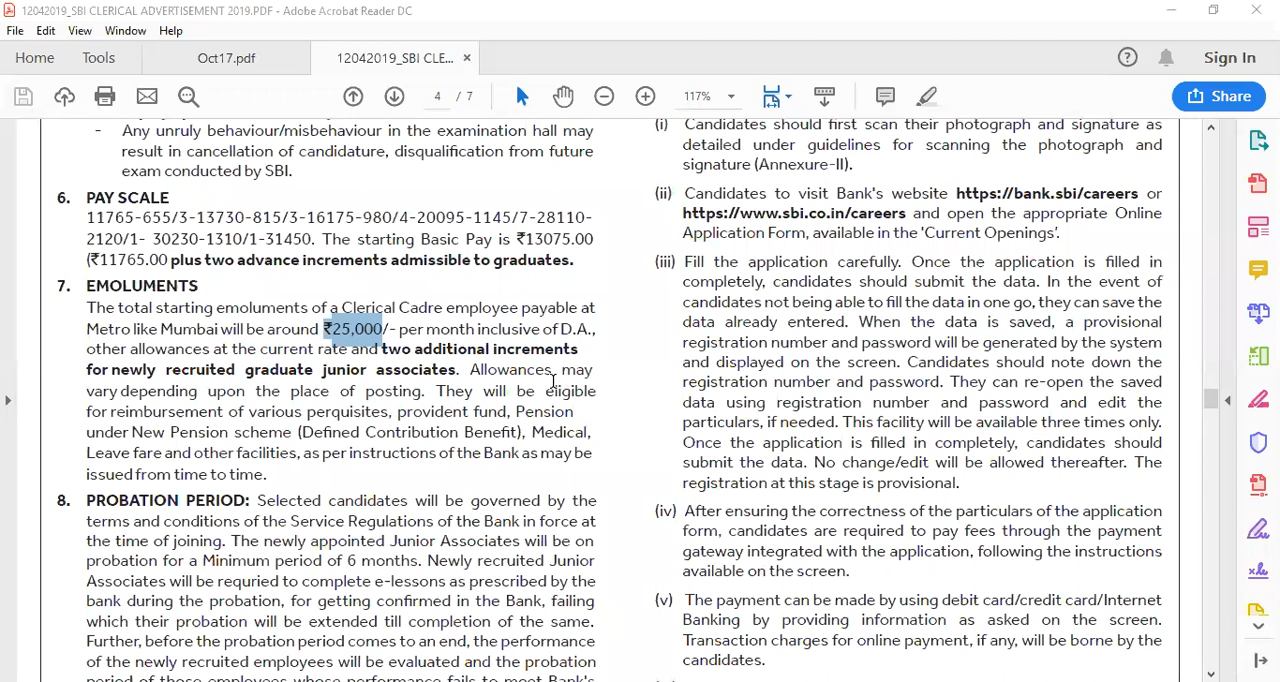 12042019_SBI CLERICAL ADVERTISEMENT 2019.PDF - Adobe Acrobat Reader DC
File Edit View Window Help
Home Tools Oct17.pdf 12042019_SBI CLE... × Sign In
4 / 7 117% Share
- Any unruly behaviour/misbehaviour in the examination hall may
result in cancellation of candidature, disqualification from future
exam conducted by SBI.
6. PAY SCALE
11765-655/3-13730-815/3-16175-980/4-20095-1145/7-28110-
2120/1- 30230-1310/1-31450. The starting Basic Pay is ₹13075.00
(₹11765.00 plus two advance increments admissible to graduates.
7. EMOLUMENTS
The total starting emoluments of a Clerical Cadre employee payable at
Metro like Mumbai will be around ₹25,000/- per month inclusive of D.A.,
other allowances at the current rate and two additional increments
for newly recruited graduate junior associates. Allowances may
vary depending upon the place of posting. They will be eligible
for reimbursement of various perquisites, provident fund, Pension
under New Pension scheme (Defined Contribution Benefit), Medical,
Leave fare and other facilities, as per instructions of the Bank as may be
issued from time to time.
8. PROBATION PERIOD: Selected candidates will be governed by the
terms and conditions of the Service Regulations of the Bank in force at
the time of joining. The newly appointed Junior Associates will be on
probation for a Minimum period of 6 months. Newly recruited Junior
Associates will be requried to complete e-lessons as prescribed by the
bank during the probation, for getting confirmed in the Bank, failing
which their probation will be extended till completion of the same.
Further, before the probation period comes to an end, the performance
of the newly recruited employees will be evaluated and the probation
period of those employees whose performance fails to meet Bank's
(i) Candidates should first scan their photograph and signature as
detailed under guidelines for scanning the photograph and
signature (Annexure-II).
(ii) Candidates to visit Bank's website https://bank.sbi/careers or
https://www.sbi.co.in/careers and open the appropriate Online
Application Form, available in the 'Current Openings'.
(iii) Fill the application carefully. Once the application is filled in
completely, candidates should submit the data. In the event of
candidates not being able to fill the data in one go, they can save the
data already entered. When the data is saved, a provisional
registration number and password will be generated by the system
and displayed on the screen. Candidates should note down the
registration number and password. They can re-open the saved
data using registration number and password and edit the
particulars, if needed. This facility will be available three times only.
Once the application is filled in completely, candidates should
submit the data. No change/edit will be allowed thereafter. The
registration at this stage is provisional.
(iv) After ensuring the correctness of the particulars of the application
form, candidates are required to pay fees through the payment
gateway integrated with the application, following the instructions
available on the screen.
(v) The payment can be made by using debit card/credit card/Internet
Banking by providing information as asked on the screen.
Transaction charges for online payment, if any, will be borne by the
candidates.